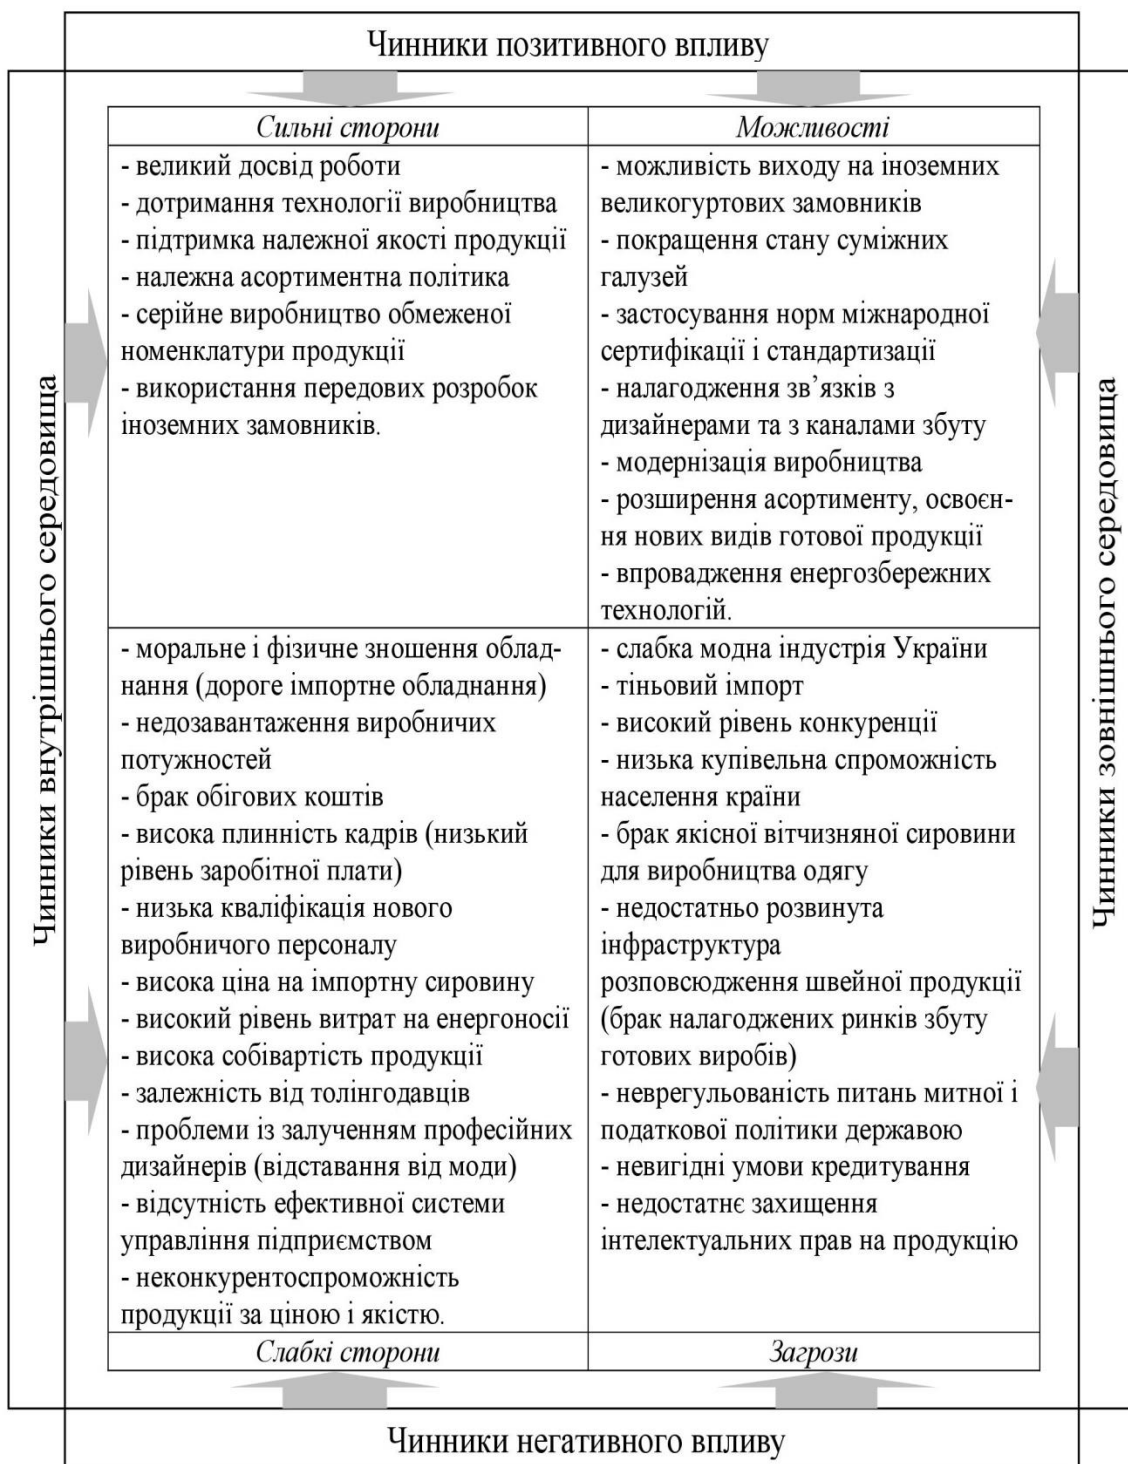 Чинники позитивного впливу
Чинники внутрішнього середовища
Сильні сторони
- великий досвід роботи
- дотримання технології виробництва
- підтримка належної якості продукції
- належна асортиментна політика
- серійне виробництво обмеженої
номенклатури продукції
- використання передових розробок
іноземних замовників.
Можливості
- можливість виходу на іноземних
великогуртових замовників
- покращення стану суміжних
галузей
- застосування норм міжнародної
сертифікації і стандартизації
- налагодження зв’язків з
дизайнерами та з каналами збуту
- модернізація виробництва
- розширення асортименту, освоєн-
ня нових видів готової продукції
- впровадження енергозбережних
технологій.
- моральне і фізичне зношення облад-
нання (дороге імпортне обладнання)
- недозавантаження виробничих
потужностей
- брак обігових коштів
- висока плинність кадрів (низький
рівень заробітної плати)
- низька кваліфікація нового
виробничого персоналу
- висока ціна на імпортну сировину
- високий рівень витрат на енергоносії
- висока собівартість продукції
- залежність від толінгодавців
- проблеми із залученням професійних
дизайнерів (відставання від моди)
- відсутність ефективної системи
управління підприємством
- неконкурентоспроможність
продукції за ціною і якістю.
Слабкі сторони
- слабка модна індустрія України
- тіньовий імпорт
- високий рівень конкуренції
- низька купівельна спроможність
населення країни
- брак якісної вітчизняної сировини
для виробництва одягу
- недостатньо розвинута
інфраструктура
розповсюдження швейної продукції
(брак налагоджених ринків збуту
готових виробів)
- неврегульованість питань митної і
податкової політики державою
- невигідні умови кредитування
- недостатнє захищення
інтелектуальних прав на продукцію
Загрози
Чинники зовнішнього середовища
Чинники негативного впливу